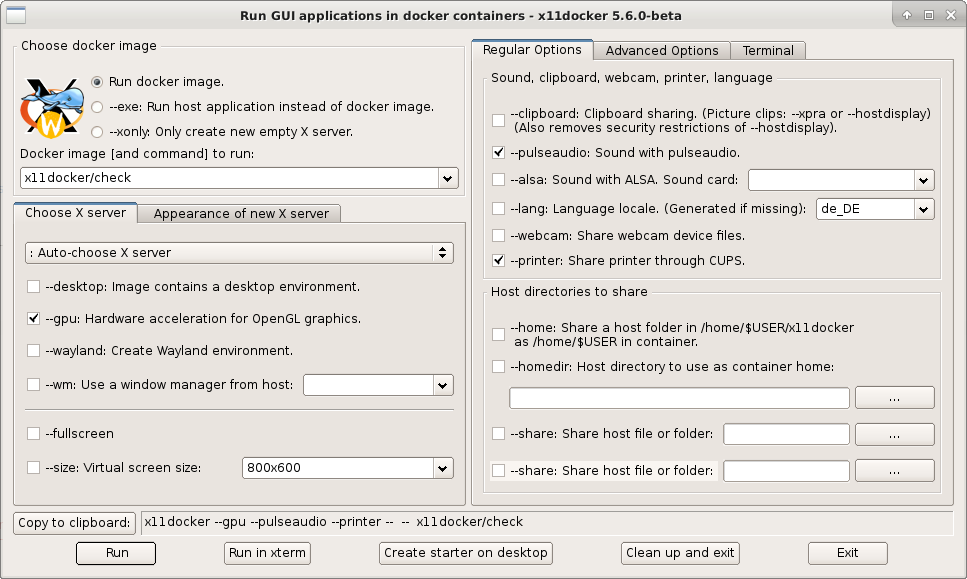 Run GUI applications in docker containers - x11docker 5.6.0-beta
Choose docker image
Run docker image.
--exe: Run host application instead of docker image.
--xonly: Only create new empty X server.
W
Docker image [and command] to run:
x11docker/check
Choose X server
Appearance of new X server
: Auto-choose X server
--desktop: Image contains a desktop environment.
--gpu: Hardware acceleration for OpenGL graphics.
--wayland: Create Wayland environment.
--wm: Use a window manager from host:
--fullscreen
--size: Virtual screen size:
800x600
Regular Options
Advanced Options
Terminal
Sound, clipboard, webcam, printer, language
--clipboard: Clipboard sharing. (Picture clips: --xpra or --hostdisplay)
(Also removes security restrictions of --hostdisplay).
--pulseaudio: Sound with pulseaudio.
--alsa: Sound with ALSA. Sound card:
--lang: Language locale. (Generated if missing):
de_DE
--webcam: Share webcam device files.
--printer: Share printer through CUPS.
Host directories to share
--home: Share a host folder in /home/$USER/x11docker
as /home/$USER in container.
--homedir: Host directory to use as container home:
...
--share: Share host file or folder:
...
--share: Share host file or folder:
...
Copy to clipboard:
x11docker --gpu --pulseaudio --printer -- -- x11docker/check
Run
Run in xterm
Create starter on desktop
Clean up and exit
Exit